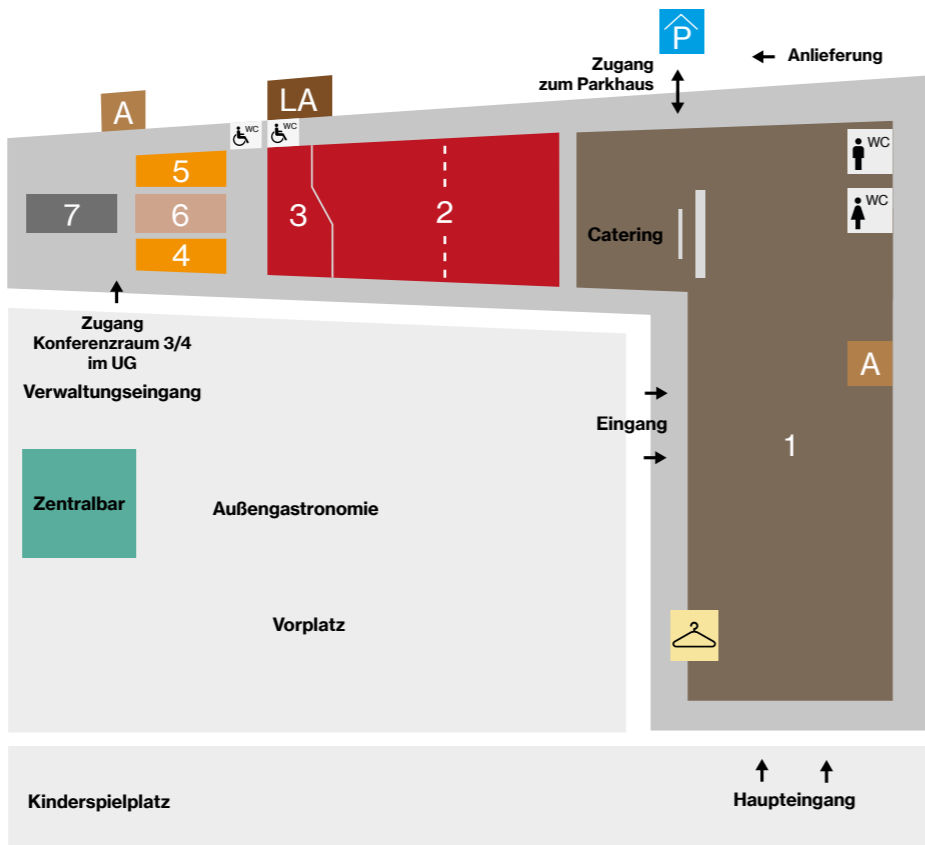 P
Anlieferung
Zugang
zum Parkhaus
A
LA
WC
WC
WC
5
7
6
3
2
WC
4
Catering
Zugang
Konferenzraum 3/4
im UG
Verwaltungseingang
A
Eingang
1
Zentralbar
Außengastronomie
Vorplatz
Haupteingang
Kinderspielplatz